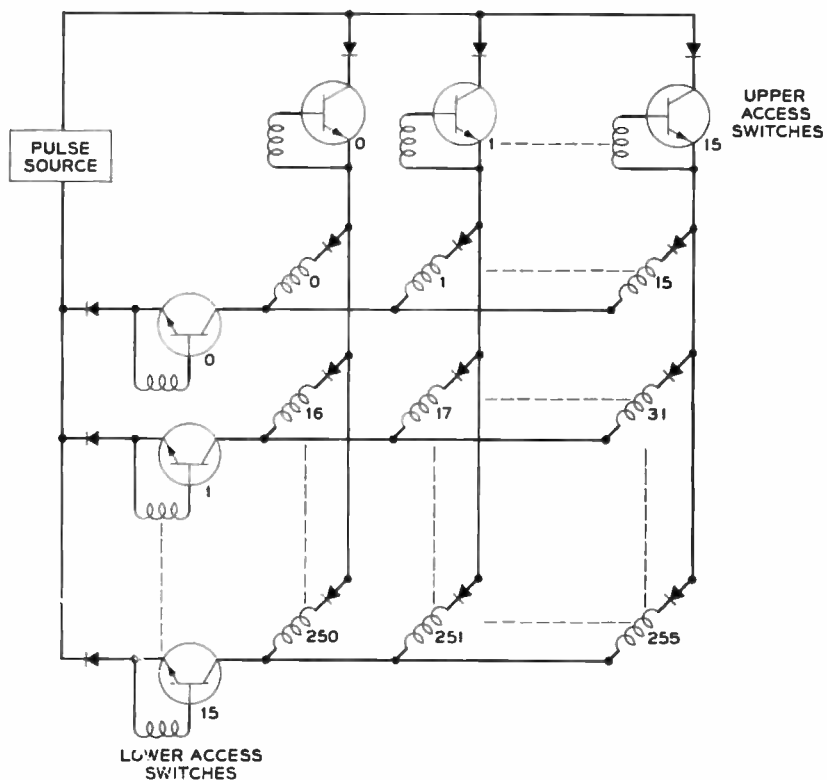 UPPER
ACCESS
SWITCHES
0
1
15
PULSE
SOURCE
0
1
15
0
16
17
31
1
250
251
255
15
LOWER ACCESS
SWITCHES